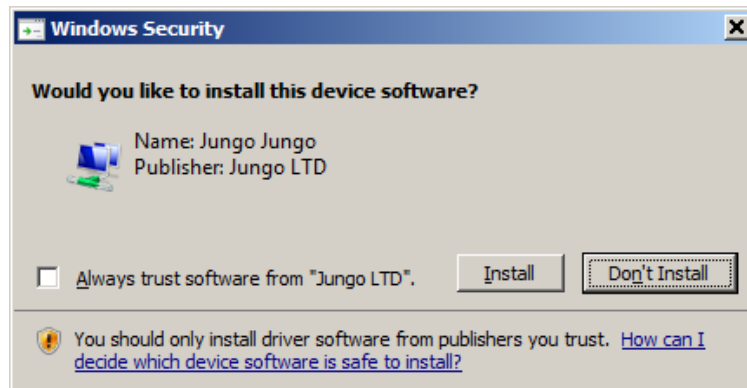 Windows Security
Would you like to install this device software?
Name: Jungo Jungo
Publisher: Jungo LTD
Always trust software from "Jungo LTD".
Install
Don't Install
You should only install driver software from publishers you trust. How can I
decide which device software is safe to install?